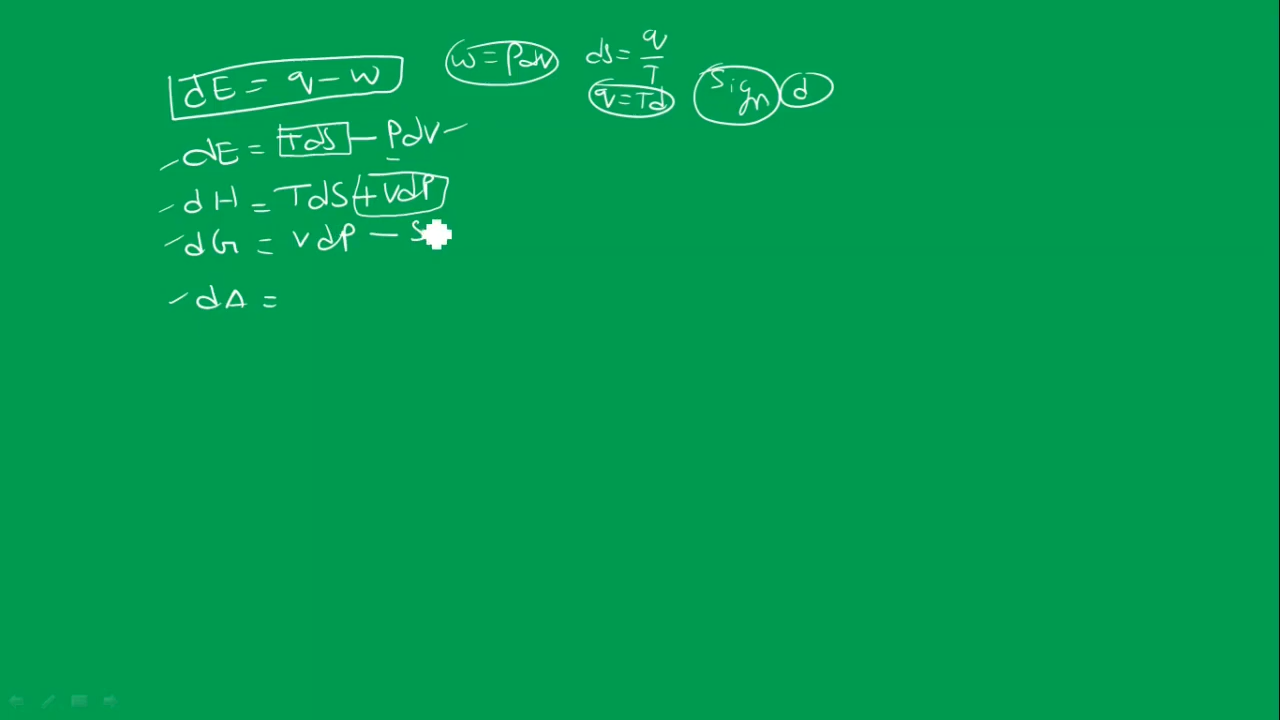 dE = q - w
w = Pdv
ds = q/T
q = Td
Sign d
dE = TdS - PdV
dH = TdS + VdP
dG = VdP - S
dA =